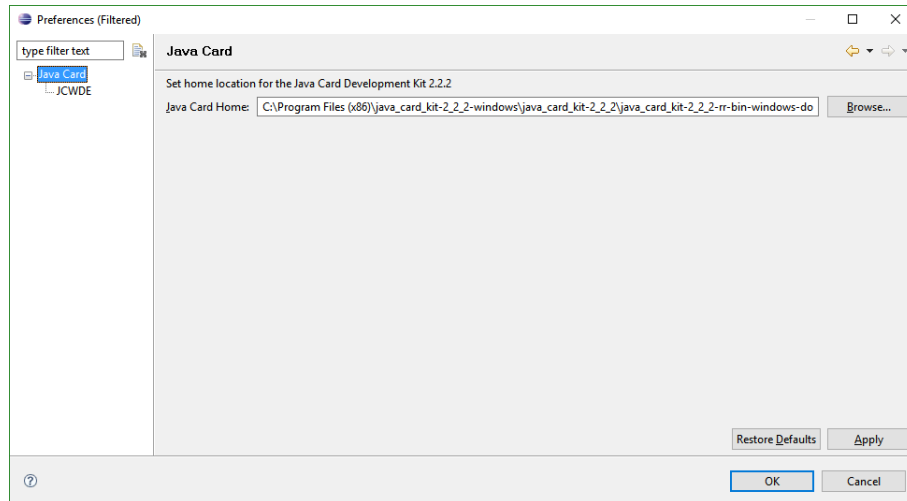 Preferences (Filtered)
type filter text
Java Card
JCWDE
Java Card
Set home location for the Java Card Development Kit 2.2.2
Java Card Home: C:\Program Files (x86)\java_card_kit-2_2_2-windows\java_card_kit-2_2_2\java_card_kit-2_2_2-rr-bin-windows-do Browse...
Restore Defaults Apply
OK Cancel